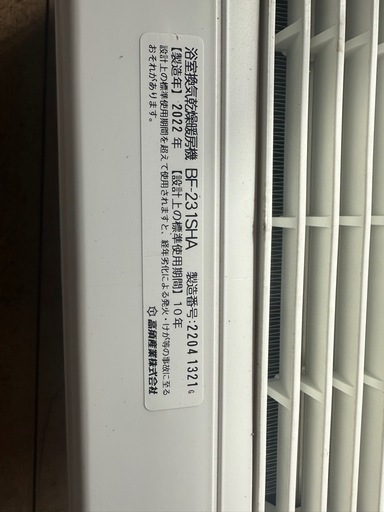 浴室換気乾燥暖房機 BF-231SHA 製造番号:22041321G
【製造年】2022年 【設計上の標準使用期間】10年
設計上の標準使用期間を超えて使用されますと、経年劣化による発火・けが等の事故に至る
おそれがあります。
高須産業株式会社